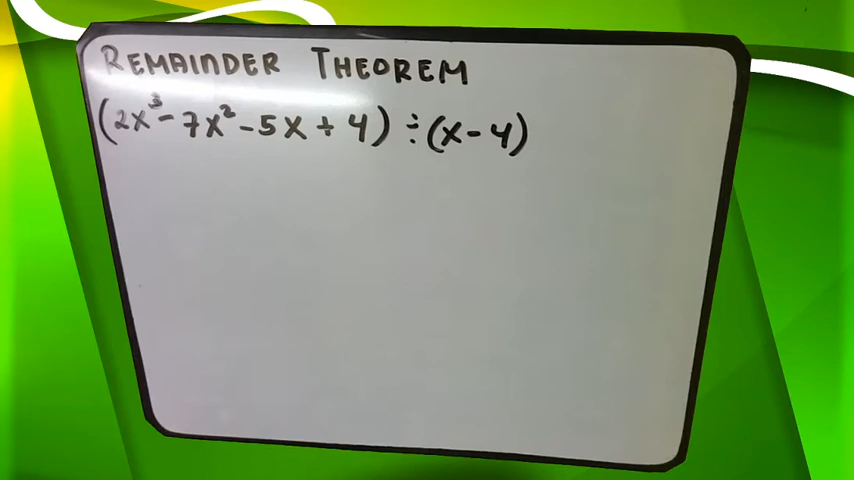 REMAINDER THEOREM
(2x³ - 7x² - 5x + 4) ÷ (x - 4)